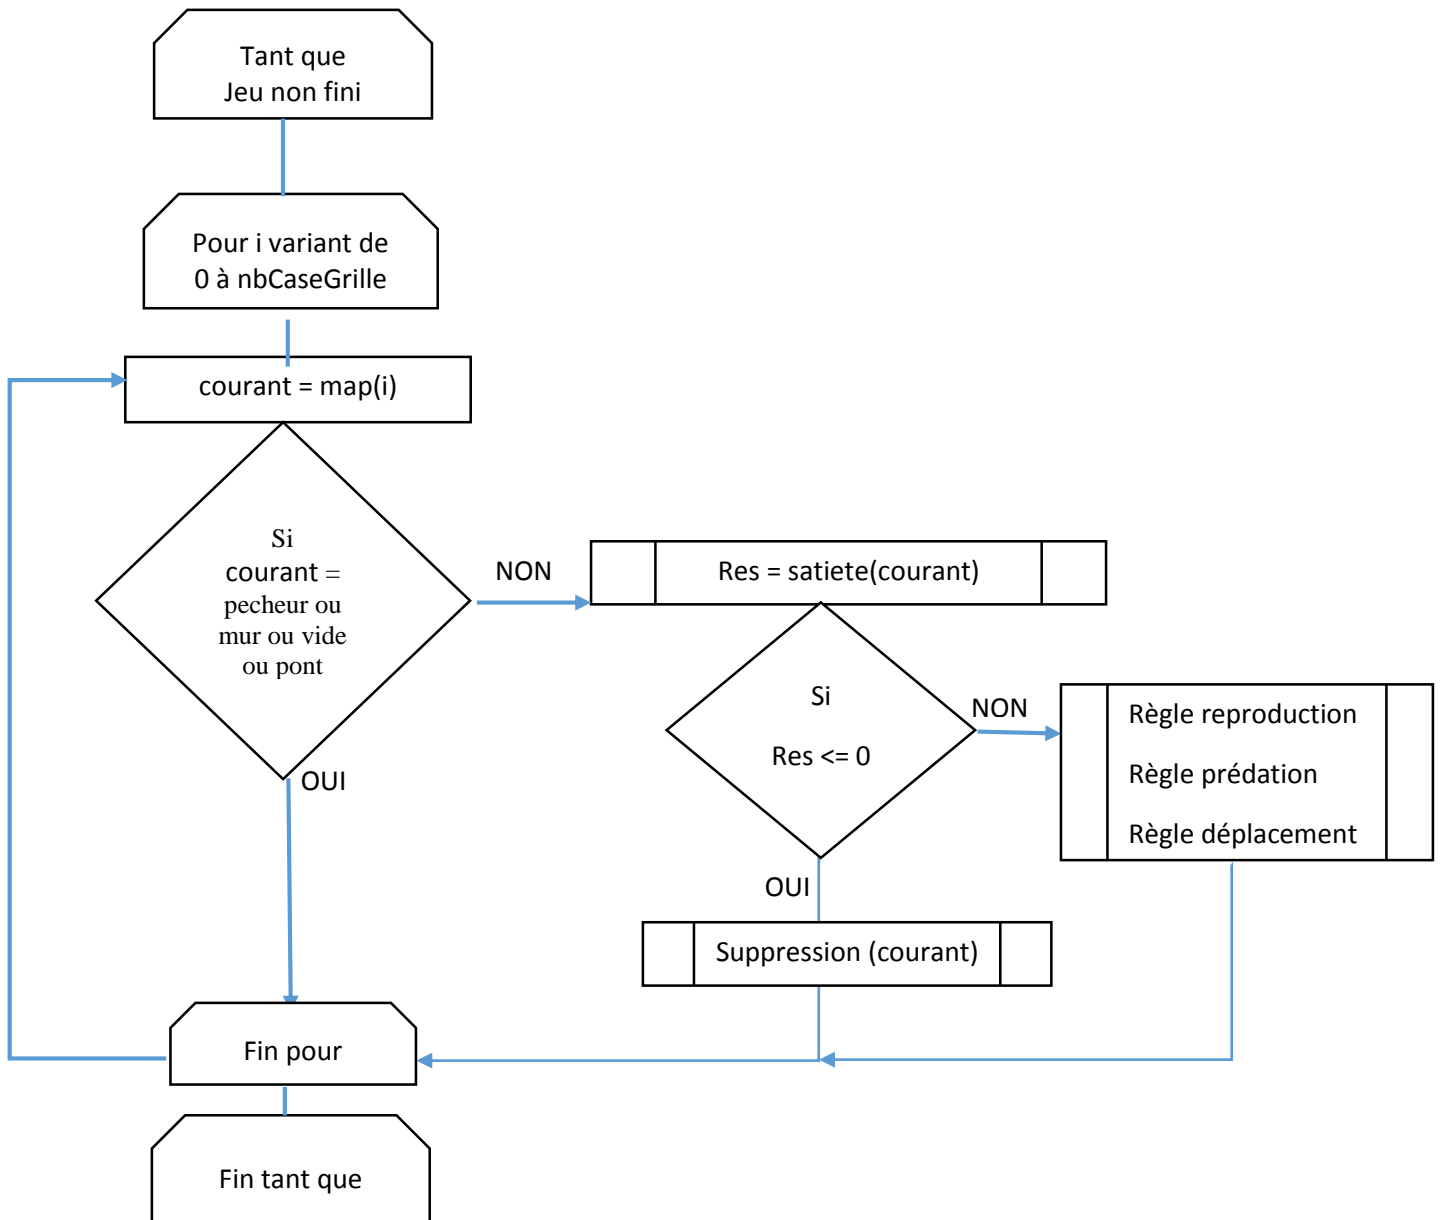 Tant que
Jeu non fini
Pour i variant de
0 à nbCaseGrille
courant = map(i)
Si
courant =
pecheur ou
mur ou vide
ou pont
NON
OUI
Res = satiete(courant)
Si
Res <= 0
NON
OUI
Règle reproduction
Règle prédation
Règle déplacement
Suppression (courant)
Fin pour
Fin tant que